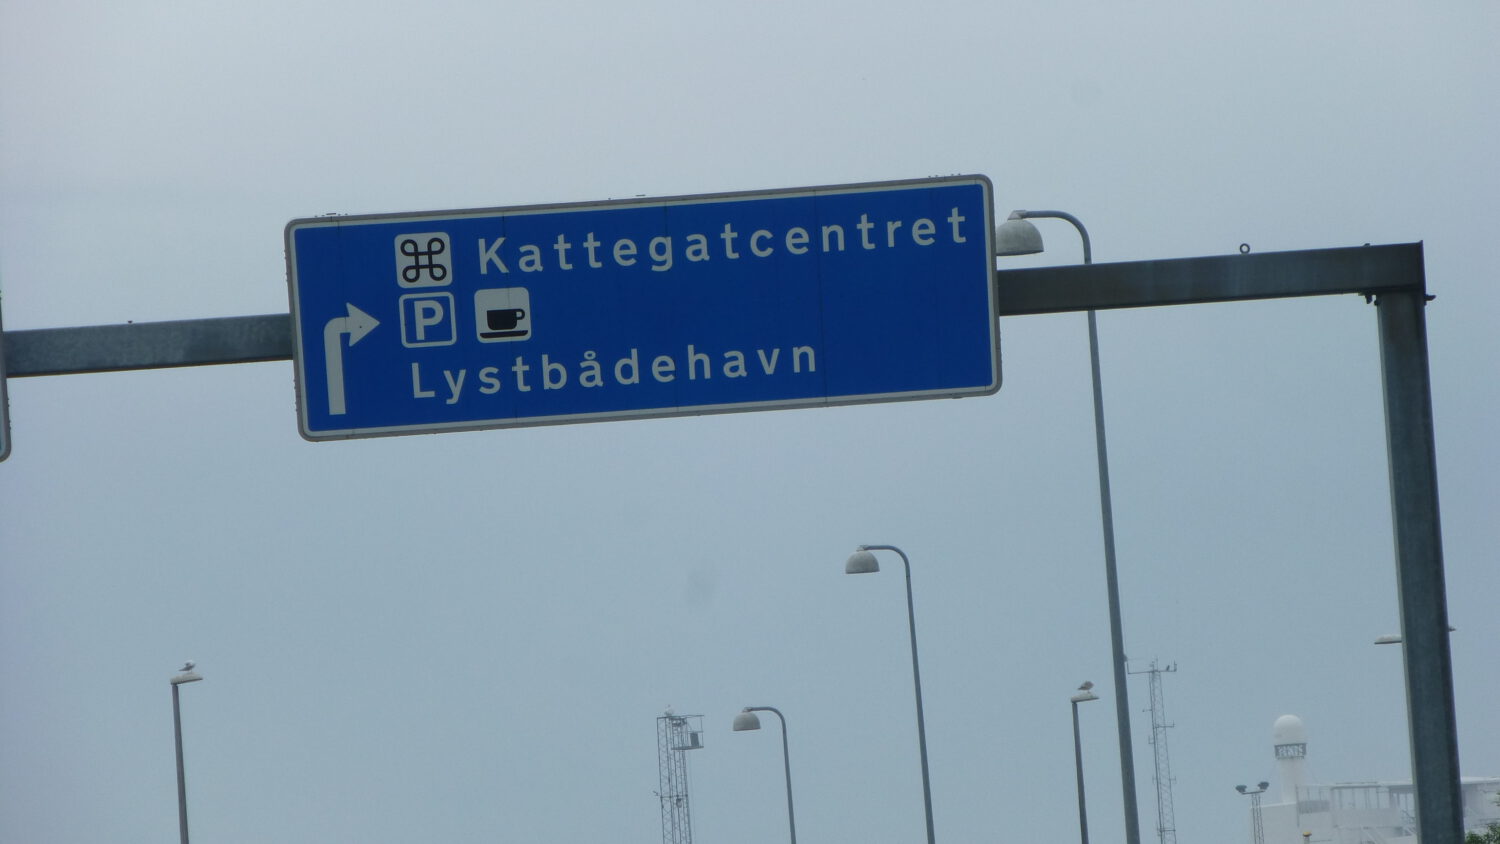 ⌘ Kattegatcentret
P
Lystbådehavn